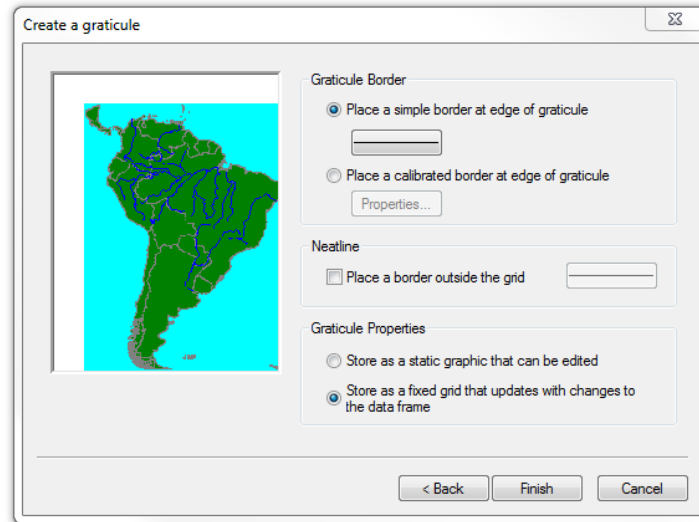 Create a graticule
Graticule Border
Place a simple border at edge of graticule
Place a calibrated border at edge of graticule
Properties...
Neatline
Place a border outside the grid
Graticule Properties
Store as a static graphic that can be edited
Store as a fixed grid that updates with changes to
the data frame
< Back
Finish
Cancel